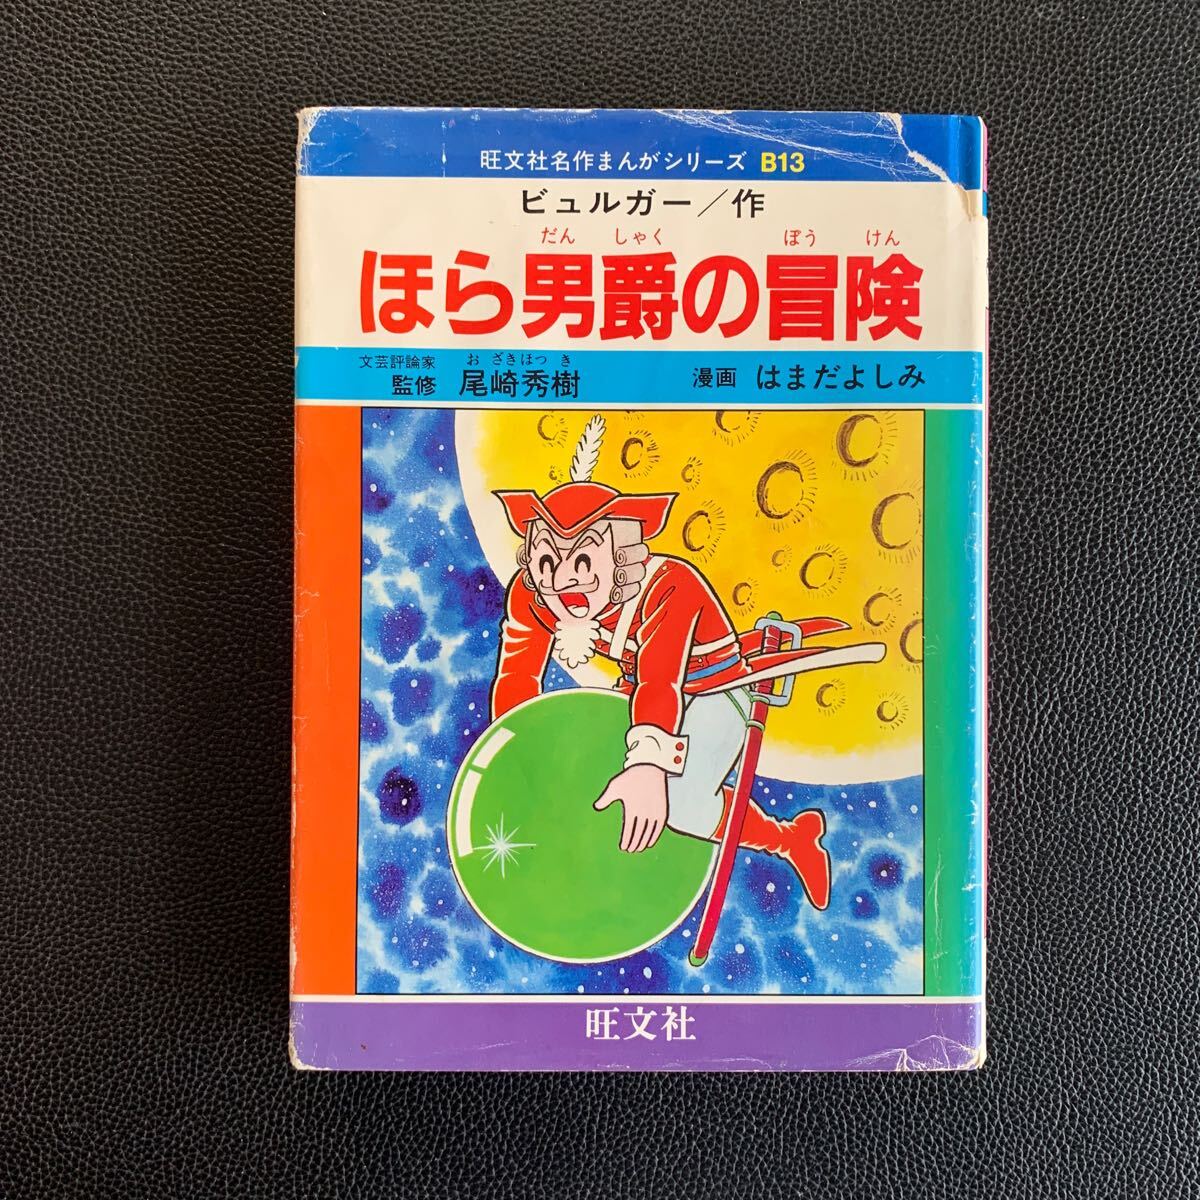 旺文社名作まんがシリーズ B13
ビュルガー／作
だん しゃく ぼう けん
ほら男爵の冒険
文芸評論家 お ざき ほつ き
監修 尾崎秀樹 漫画 はまだよしみ
旺文社